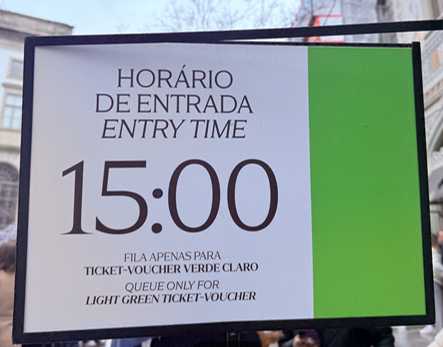 HORÁRIO
DE ENTRADA
ENTRY TIME
15:00
FILA APENAS PARA
TICKET-VOUCHER VERDE CLARO
QUEUE ONLY FOR
LIGHT GREEN TICKET-VOUCHER